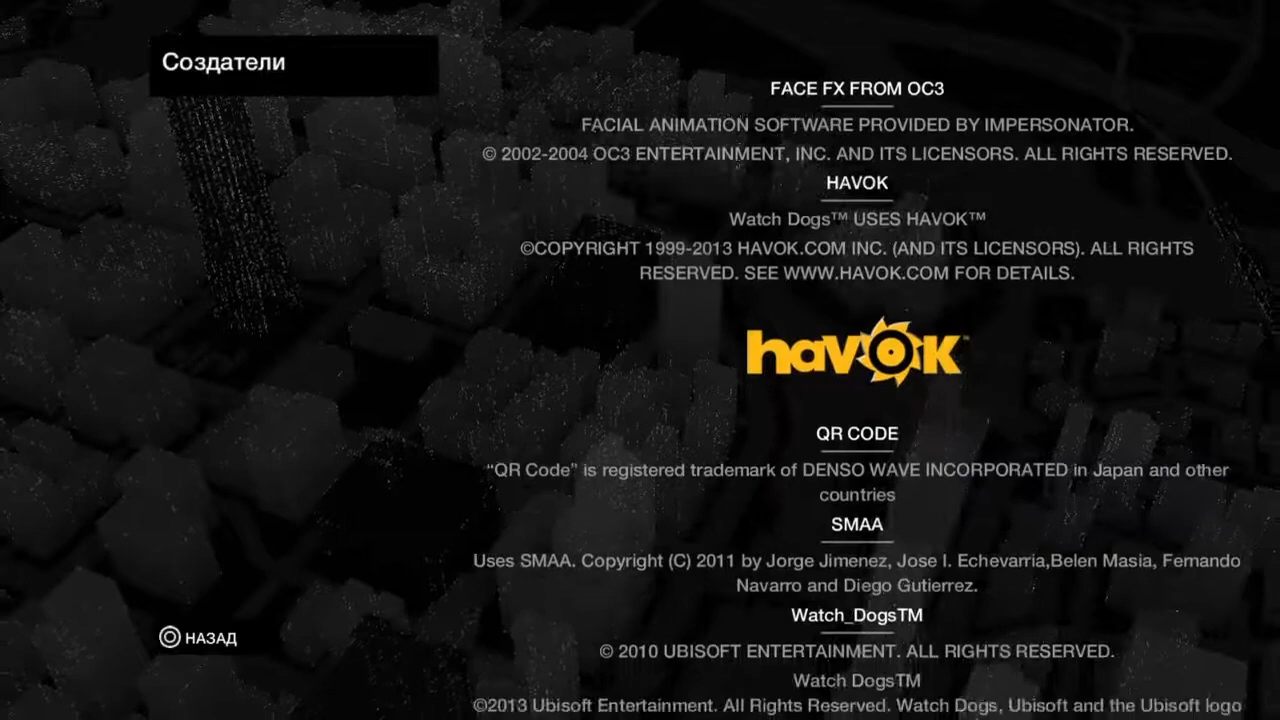 Создатели
FACE FX FROM OC3
FACIAL ANIMATION SOFTWARE PROVIDED BY IMPERSONATOR.
© 2002-2004 OC3 ENTERTAINMENT, INC. AND ITS LICENSORS. ALL RIGHTS RESERVED.
HAVOK
Watch Dogs™ USES HAVOK™
©COPYRIGHT 1999-2013 HAVOK.COM INC. (AND ITS LICENSORS). ALL RIGHTS
RESERVED. SEE WWW.HAVOK.COM FOR DETAILS.
havok™
QR CODE
“QR Code” is registered trademark of DENSO WAVE INCORPORATED in Japan and other
countries
SMAA
Uses SMAA. Copyright (C) 2011 by Jorge Jimenez, Jose I. Echevarria,Belen Masia, Fernando
Navarro and Diego Gutierrez.
Watch_DogsTM
© 2010 UBISOFT ENTERTAINMENT. ALL RIGHTS RESERVED.
Watch DogsTM
©2013 Ubisoft Entertainment. All Rights Reserved. Watch Dogs, Ubisoft and the Ubisoft logo
НАЗАД